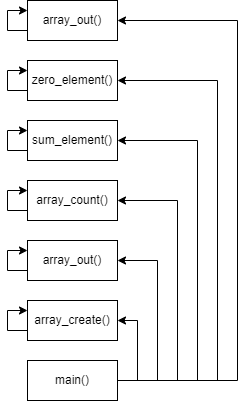 array_out()
zero_element()
sum_element()
array_count()
array_out()
array_create()
main()